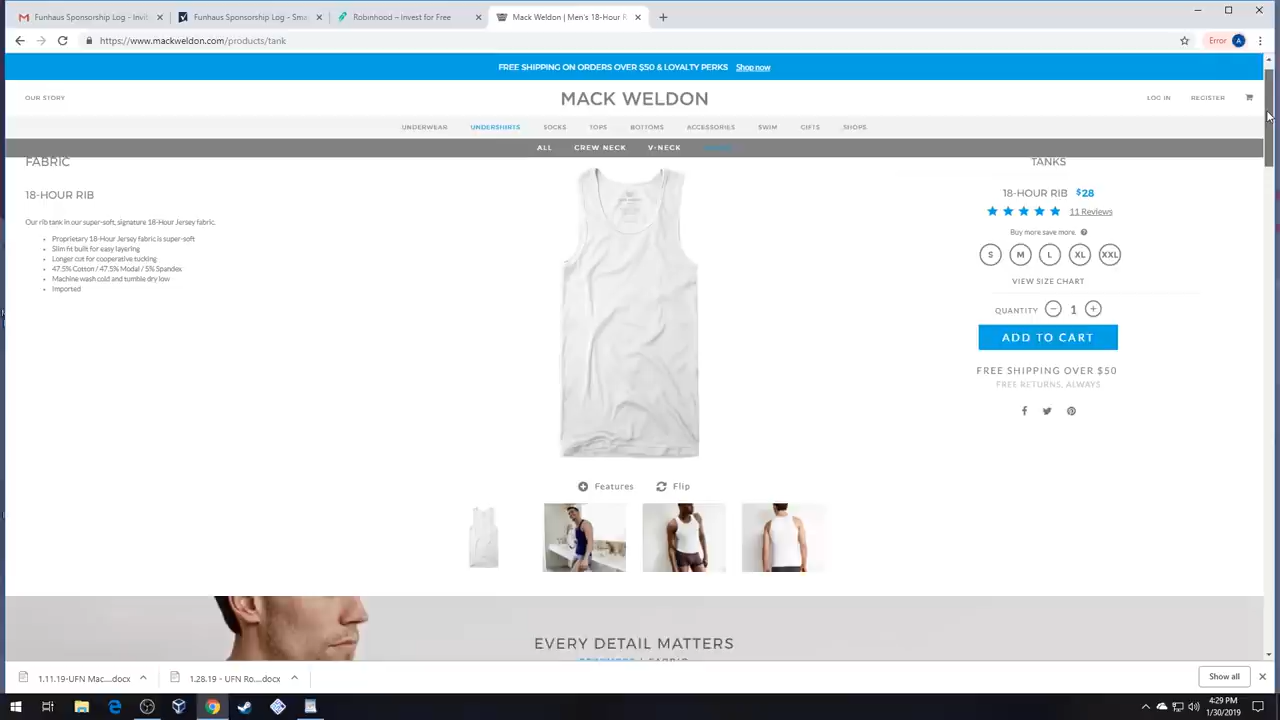 Funhaus Sponsorship Log - Invit
Funhaus Sponsorship Log - Sma
Robinhood – Invest for Free
Mack Weldon | Men's 18-Hour R
https://www.mackweldon.com/products/tank
Error
A
FREE SHIPPING ON ORDERS OVER $50 & LOYALTY PERKS Shop now
OUR STORY
MACK WELDON
LOG IN
REGISTER
UNDERWEAR
UNDERSHIRTS
SOCKS
TOPS
BOTTOMS
ACCESSORIES
SWIM
GIFTS
SHOPS
ALL
CREW NECK
V-NECK
FABRIC
18-HOUR RIB
Our rib tank in our super-soft, signature 18-Hour Jersey fabric.
• Proprietary 18-Hour Jersey fabric is super-soft
• Slim fit built for easy layering
• Longer cut for cooperative tucking
• 47.5% Cotton / 47.5% Modal / 5% Spandex
• Machine wash cold and tumble dry low
• Imported
Features
Flip
TANKS
18-HOUR RIB $28
11 Reviews
Buy more save more.
S M L XL XXL
VIEW SIZE CHART
QUANTITY 1
ADD TO CART
FREE SHIPPING OVER $50
FREE RETURNS, ALWAYS
EVERY DETAIL MATTERS
1.11.19-UFN Mac....docx
1.28.19 - UFN Ro....docx
Show all
4:29 PM
1/30/2019